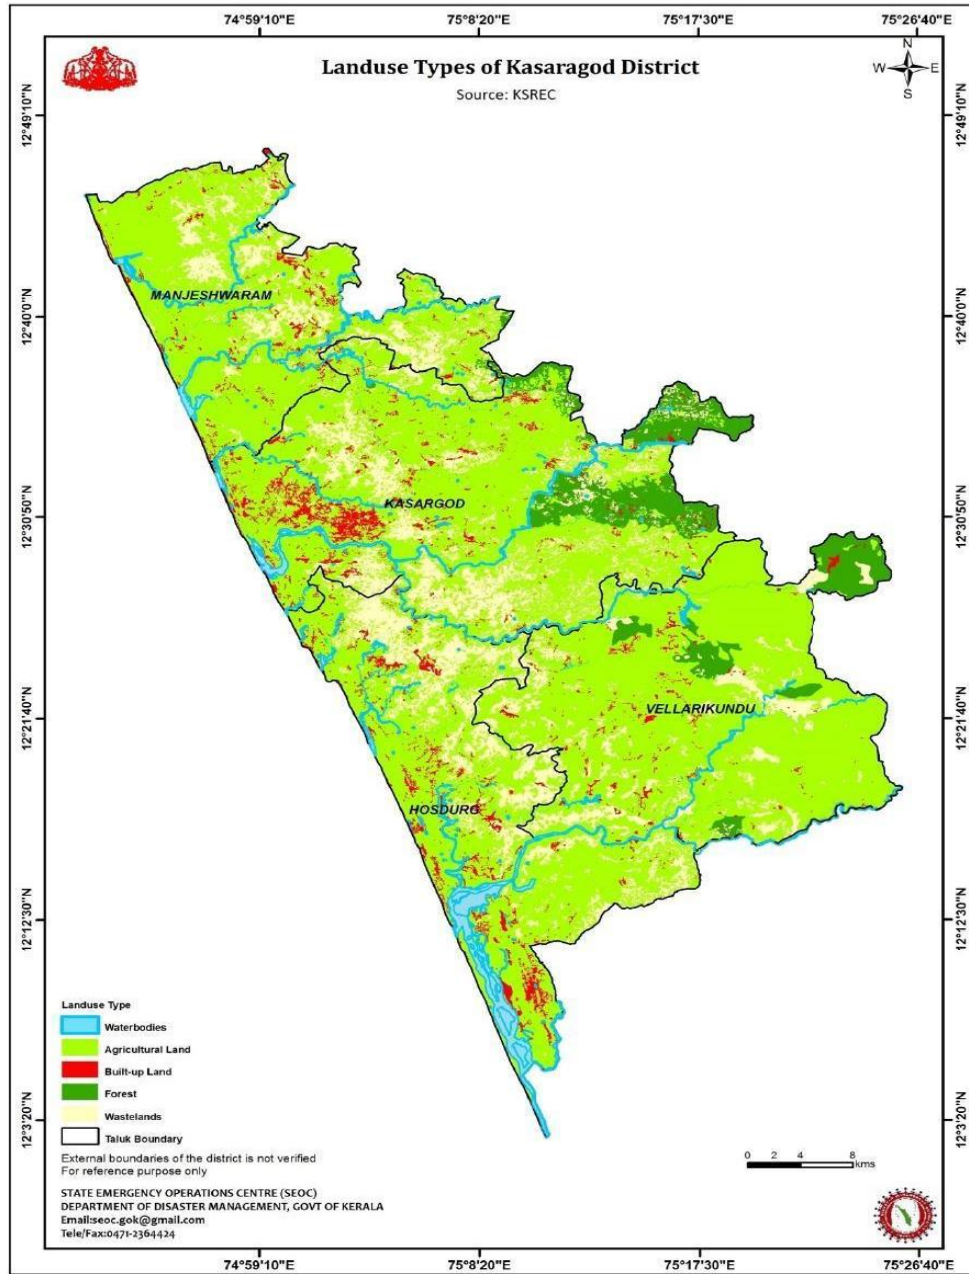 74°59'10"E 75°8'20"E 75°17'30"E 75°26'40"E
Landuse Types of Kasaragod District
Source: KSREC
N
W E
S
12°49'10"N 12°49'10"N
MANJESHWARAM
12°40'0"N 12°40'0"N
KASARGOD
12°30'50"N 12°30'50"N
VELLARIKUNDU
12°21'40"N 12°21'40"N
HOSDURG
12°12'30"N 12°12'30"N
Landuse Type
Waterbodies
Agricultural Land
Built-up Land
Forest
Wastelands
Taluk Boundary
12°3'20"N 12°3'20"N
External boundaries of the district is not verified
For reference purpose only
0 2 4 8
kms
STATE EMERGENCY OPERATIONS CENTRE (SEOC)
DEPARTMENT OF DISASTER MANAGEMENT, GOVT OF KERALA
Email:seoc.gok@gmail.com
Tele/Fax:0471-2364424
74°59'10"E 75°8'20"E 75°17'30"E 75°26'40"E